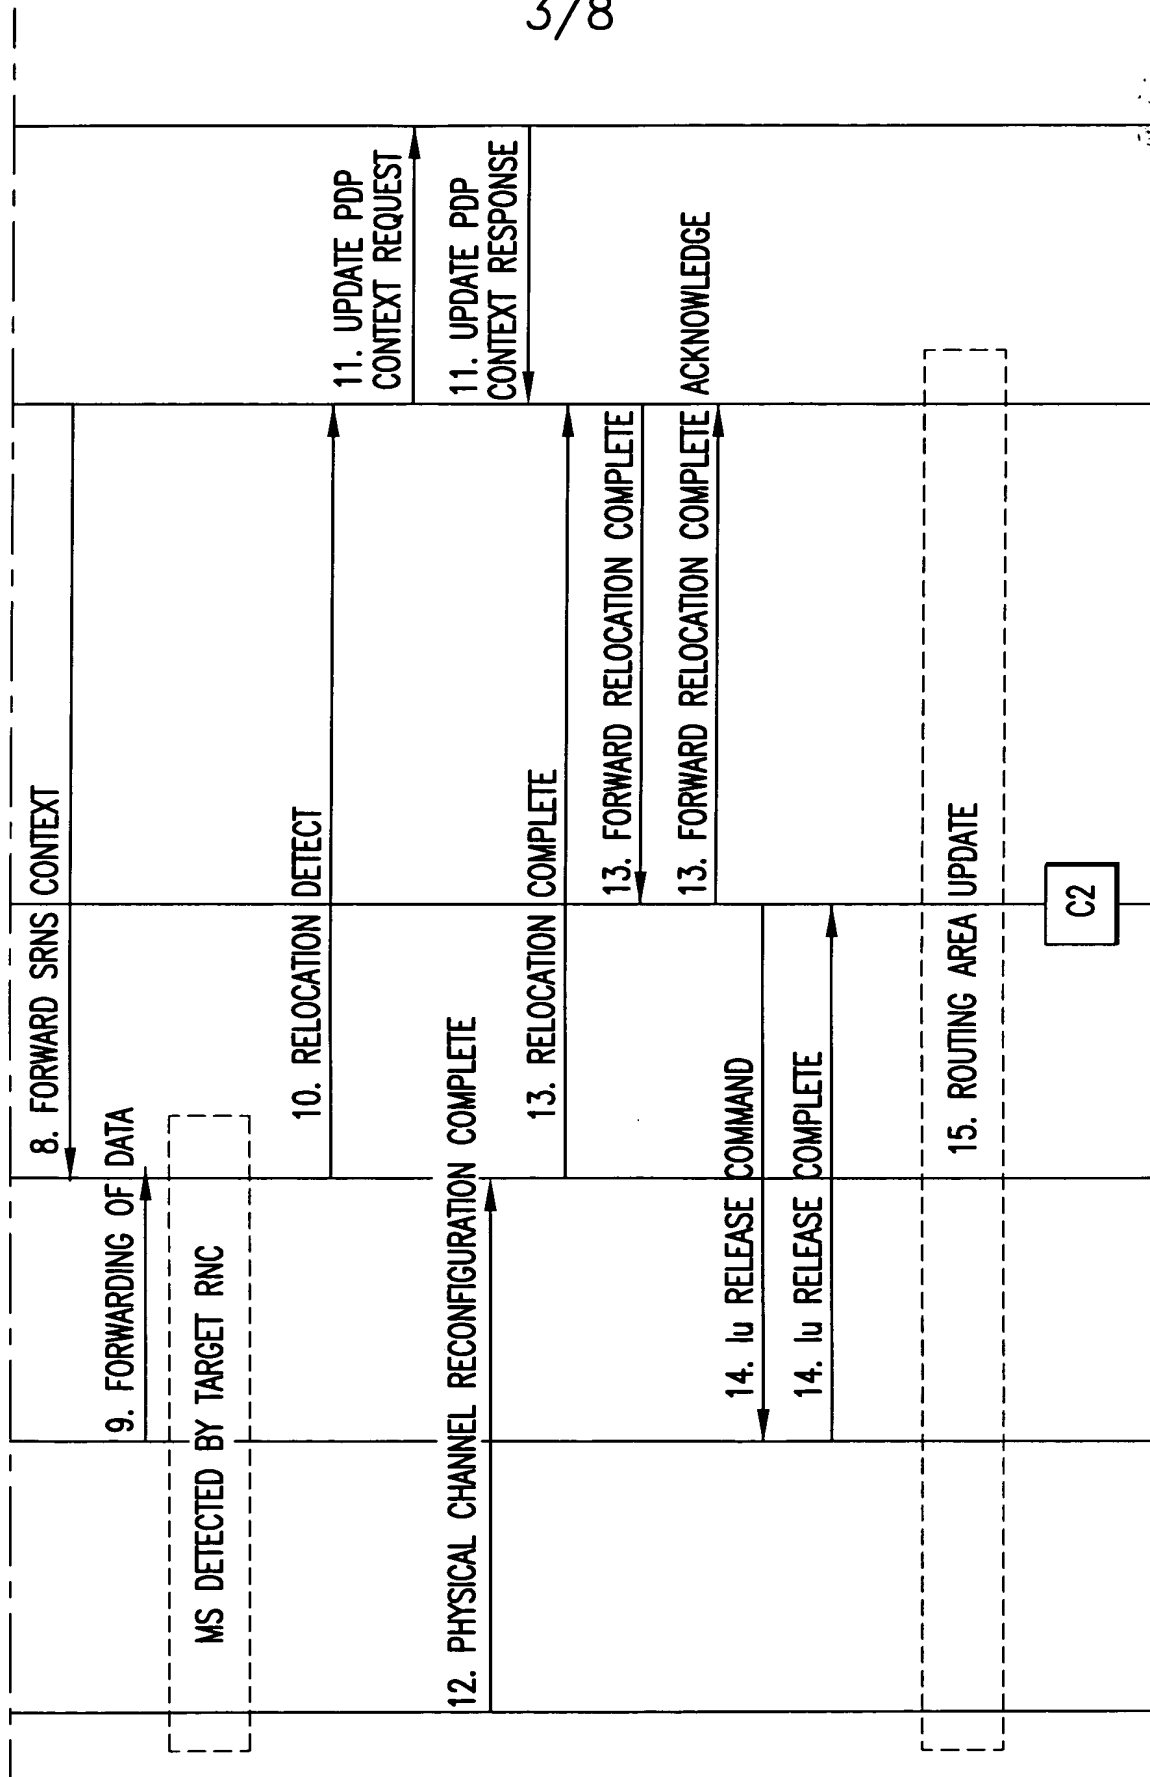 3/8
8. FORWARD SRNS CONTEXT
9. FORWARDING OF DATA
MS DETECTED BY TARGET RNC
10. RELOCATION DETECT
11. UPDATE PDP
CONTEXT REQUEST
11. UPDATE PDP
CONTEXT RESPONSE
12. PHYSICAL CHANNEL RECONFIGURATION COMPLETE
13. RELOCATION COMPLETE
13. FORWARD RELOCATION COMPLETE
13. FORWARD RELOCATION COMPLETE ACKNOWLEDGE
14. Iu RELEASE COMMAND
14. Iu RELEASE COMPLETE
15. ROUTING AREA UPDATE
C2